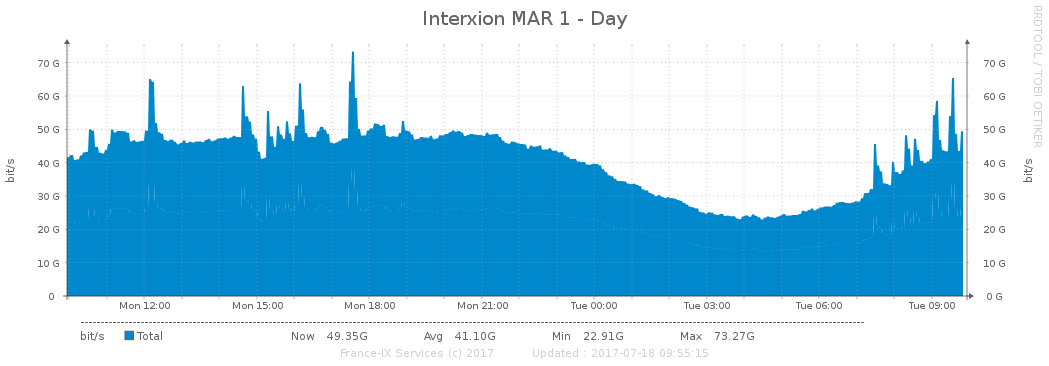 Interxion MAR 1 - Day
RRDTOOL / TOBI OETIKER
bit/s
70 G 70 G
60 G 60 G
50 G 50 G
40 G 40 G
30 G 30 G
20 G 20 G
10 G 10 G
0 0 G
bit/s
Mon 12:00 Mon 15:00 Mon 18:00 Mon 21:00 Tue 00:00 Tue 03:00 Tue 06:00 Tue 09:00
bit/s Total Now 49.35G Avg 41.10G Min 22.91G Max 73.27G
France-IX Services (c) 2017 Updated : 2017-07-18 09:55:15